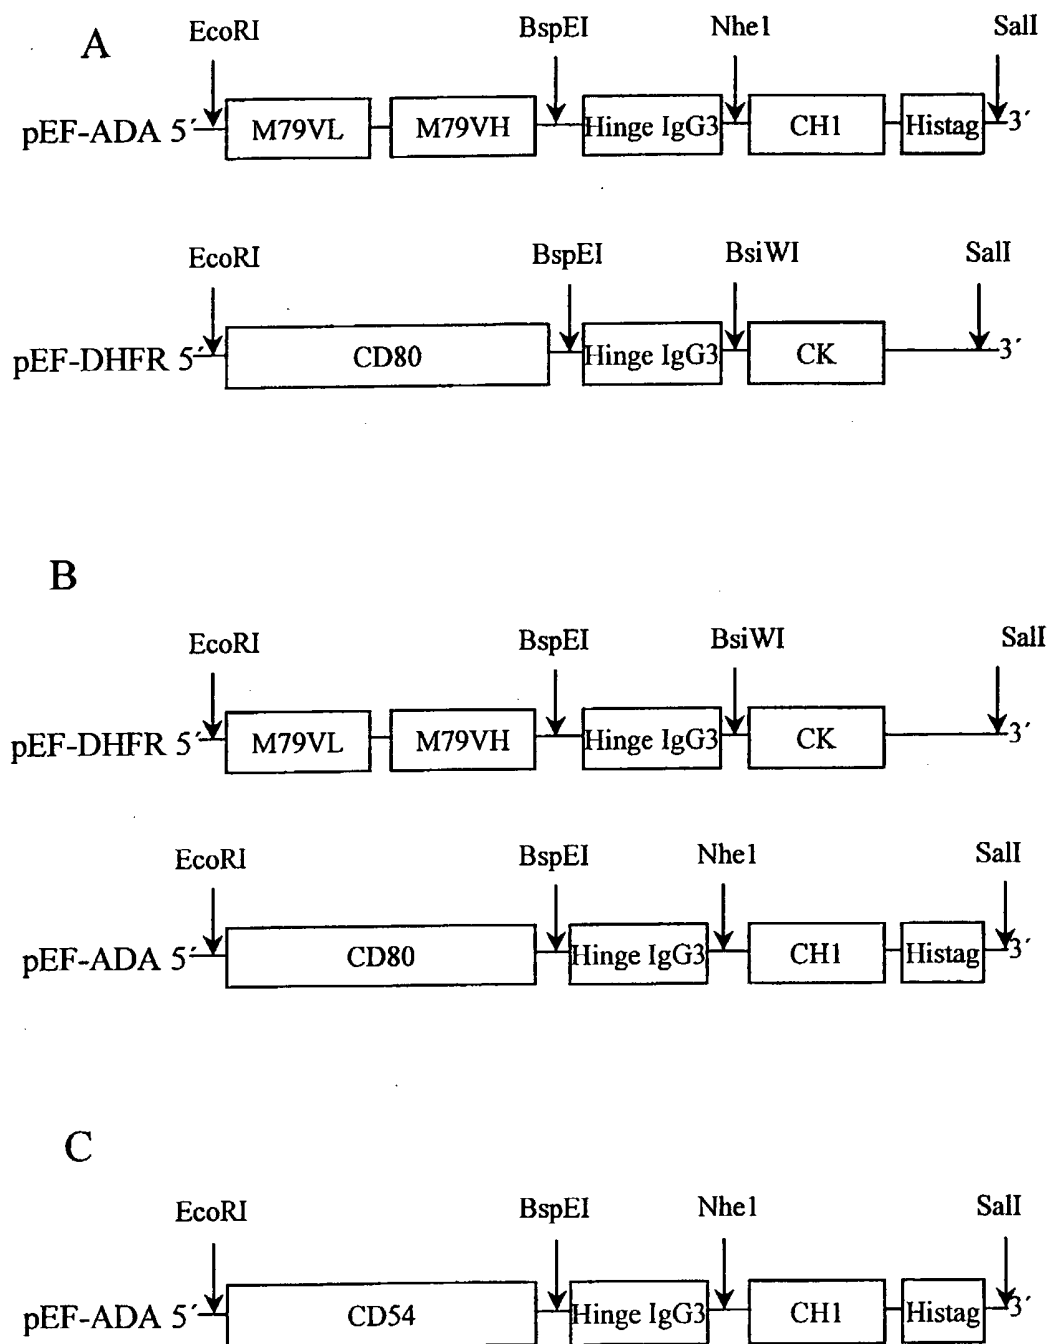 A
EcoRI BspEI Nhe1 SalI
pEF-ADA 5´ M79VL M79VH Hinge IgG3 CH1 Histag 3´
EcoRI BspEI BsiWI SalI
pEF-DHFR 5´ CD80 Hinge IgG3 CK 3´
B
EcoRI BspEI BsiWI SalI
pEF-DHFR 5´ M79VL M79VH Hinge IgG3 CK 3´
EcoRI BspEI Nhe1 SalI
pEF-ADA 5´ CD80 Hinge IgG3 CH1 Histag 3´
C
EcoRI BspEI Nhe1 SalI
pEF-ADA 5´ CD54 Hinge IgG3 CH1 Histag 3´